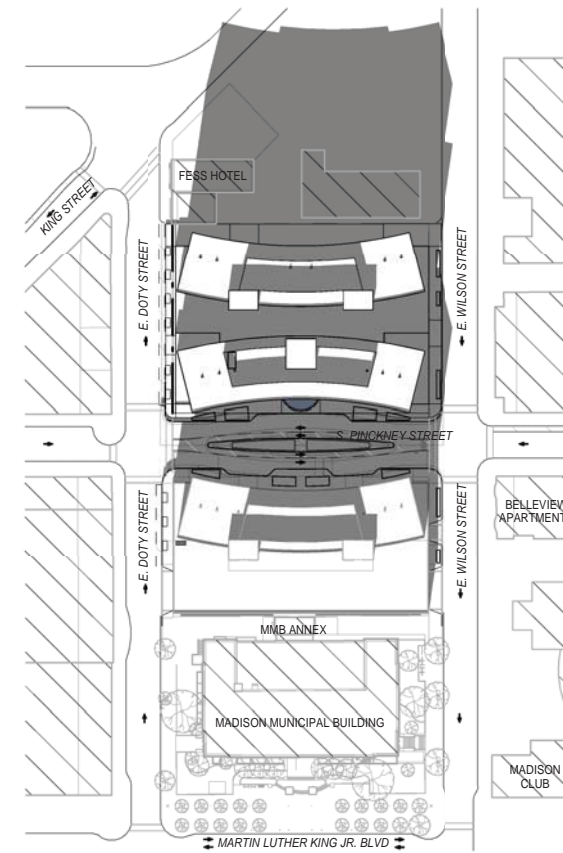 FESS HOTEL
KING STREET
E. DOTY STREET
E. WILSON STREET
S. PINCKNEY STREET
E. DOTY STREET
E. WILSON STREET
BELLEVIEW
APARTMENT
MMB ANNEX
MADISON MUNICIPAL BUILDING
MADISON
CLUB
MARTIN LUTHER KING JR. BLVD